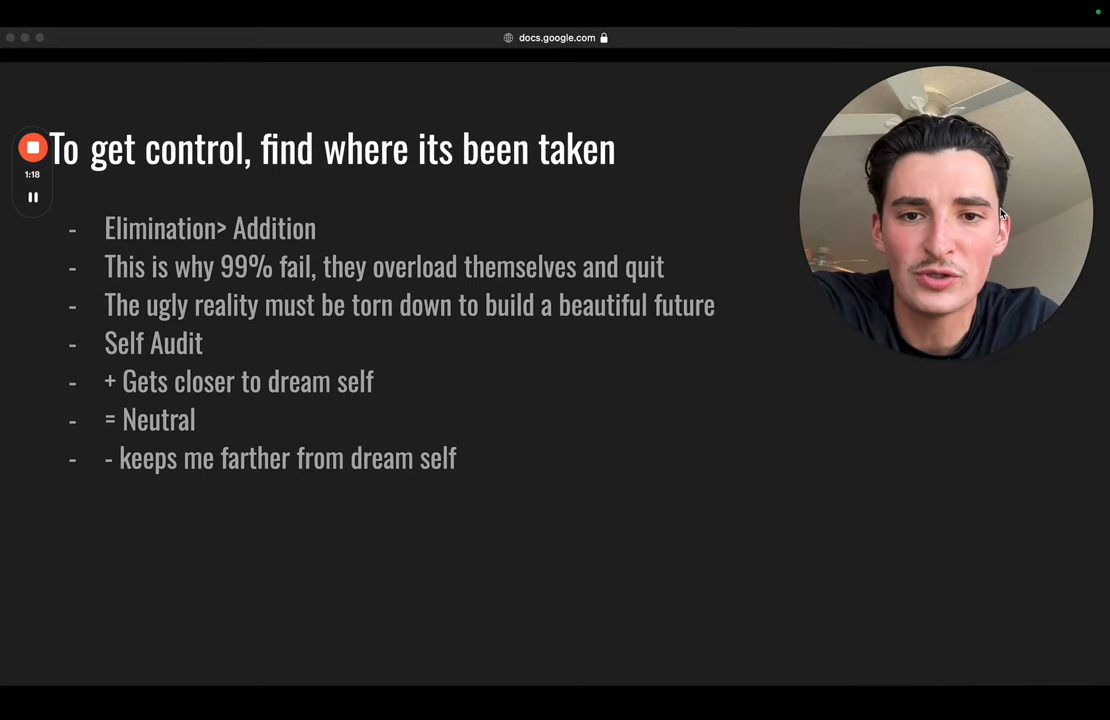 docs.google.com
To get control, find where its been taken
1:18
- Elimination> Addition
- This is why 99% fail, they overload themselves and quit
- The ugly reality must be torn down to build a beautiful future
- Self Audit
- + Gets closer to dream self
- = Neutral
- - keeps me farther from dream self